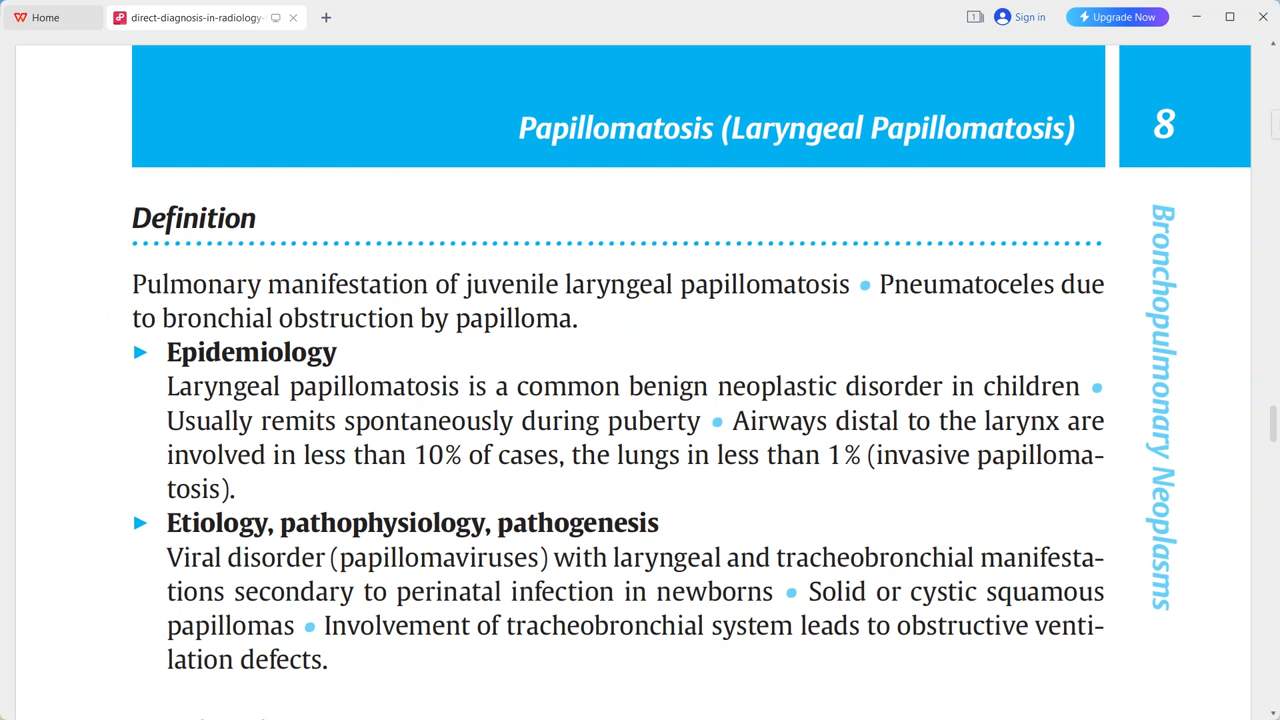 Home
direct-diagnosis-in-radiology-
1
Sign in
Upgrade Now
Papillomatosis (Laryngeal Papillomatosis)
8
Definition
Pulmonary manifestation of juvenile laryngeal papillomatosis • Pneumatoceles due
to bronchial obstruction by papilloma.
► Epidemiology
Laryngeal papillomatosis is a common benign neoplastic disorder in children •
Usually remits spontaneously during puberty • Airways distal to the larynx are
involved in less than 10% of cases, the lungs in less than 1% (invasive papilloma-
tosis).
► Etiology, pathophysiology, pathogenesis
Viral disorder (papillomaviruses) with laryngeal and tracheobronchial manifesta-
tions secondary to perinatal infection in newborns • Solid or cystic squamous
papillomas • Involvement of tracheobronchial system leads to obstructive venti-
lation defects.
Bronchopulmonary Neoplasms